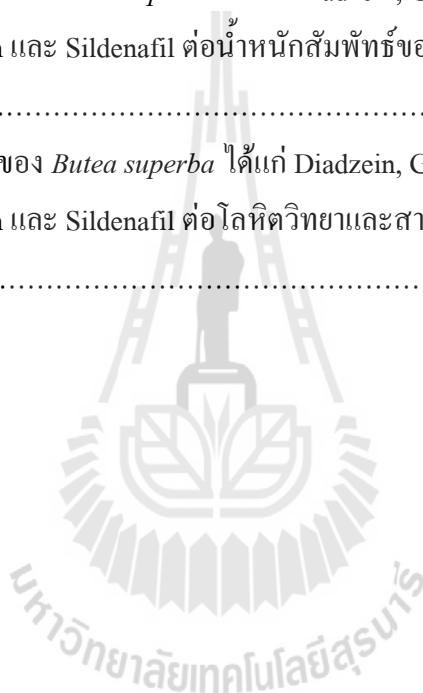 และ Sildenafil ต่อน้ำหนักสัมพัทธ์ขอ
................................................
ของ Butea superba ได้แก่ Diadzein, G
และ Sildenafil ต่อโลหิตวิทยาและสา
................................................
มหาวิทยาลัยเทคโนโลยีสุรนารี